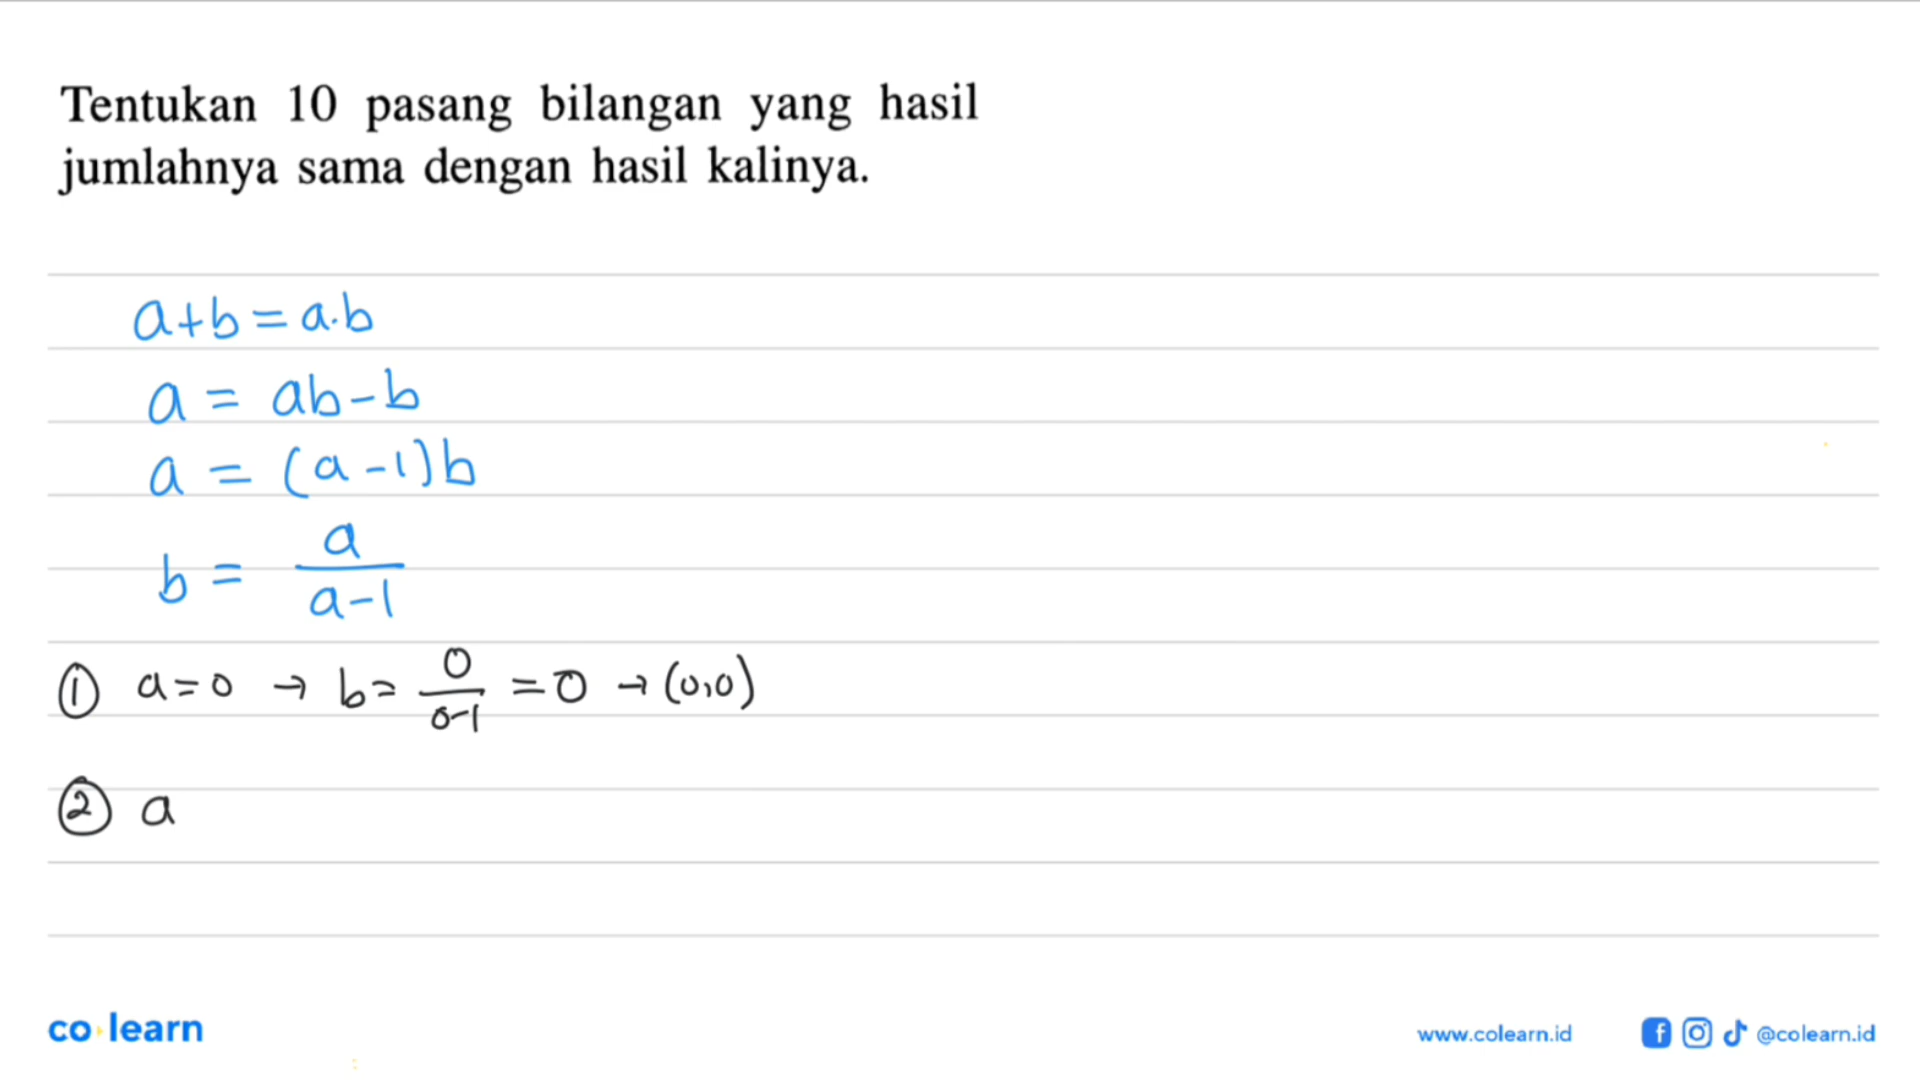 Tentukan 10 pasang bilangan yang hasil
jumlahnya sama dengan hasil kalinya.
a+b=a.b
a = ab-b
a = (a-1)b
b = a/(a-1)
① a=0 → b= 0/(0-1) =0 → (0,0)
② a
co learn
www.colearn.id
@colearn.id